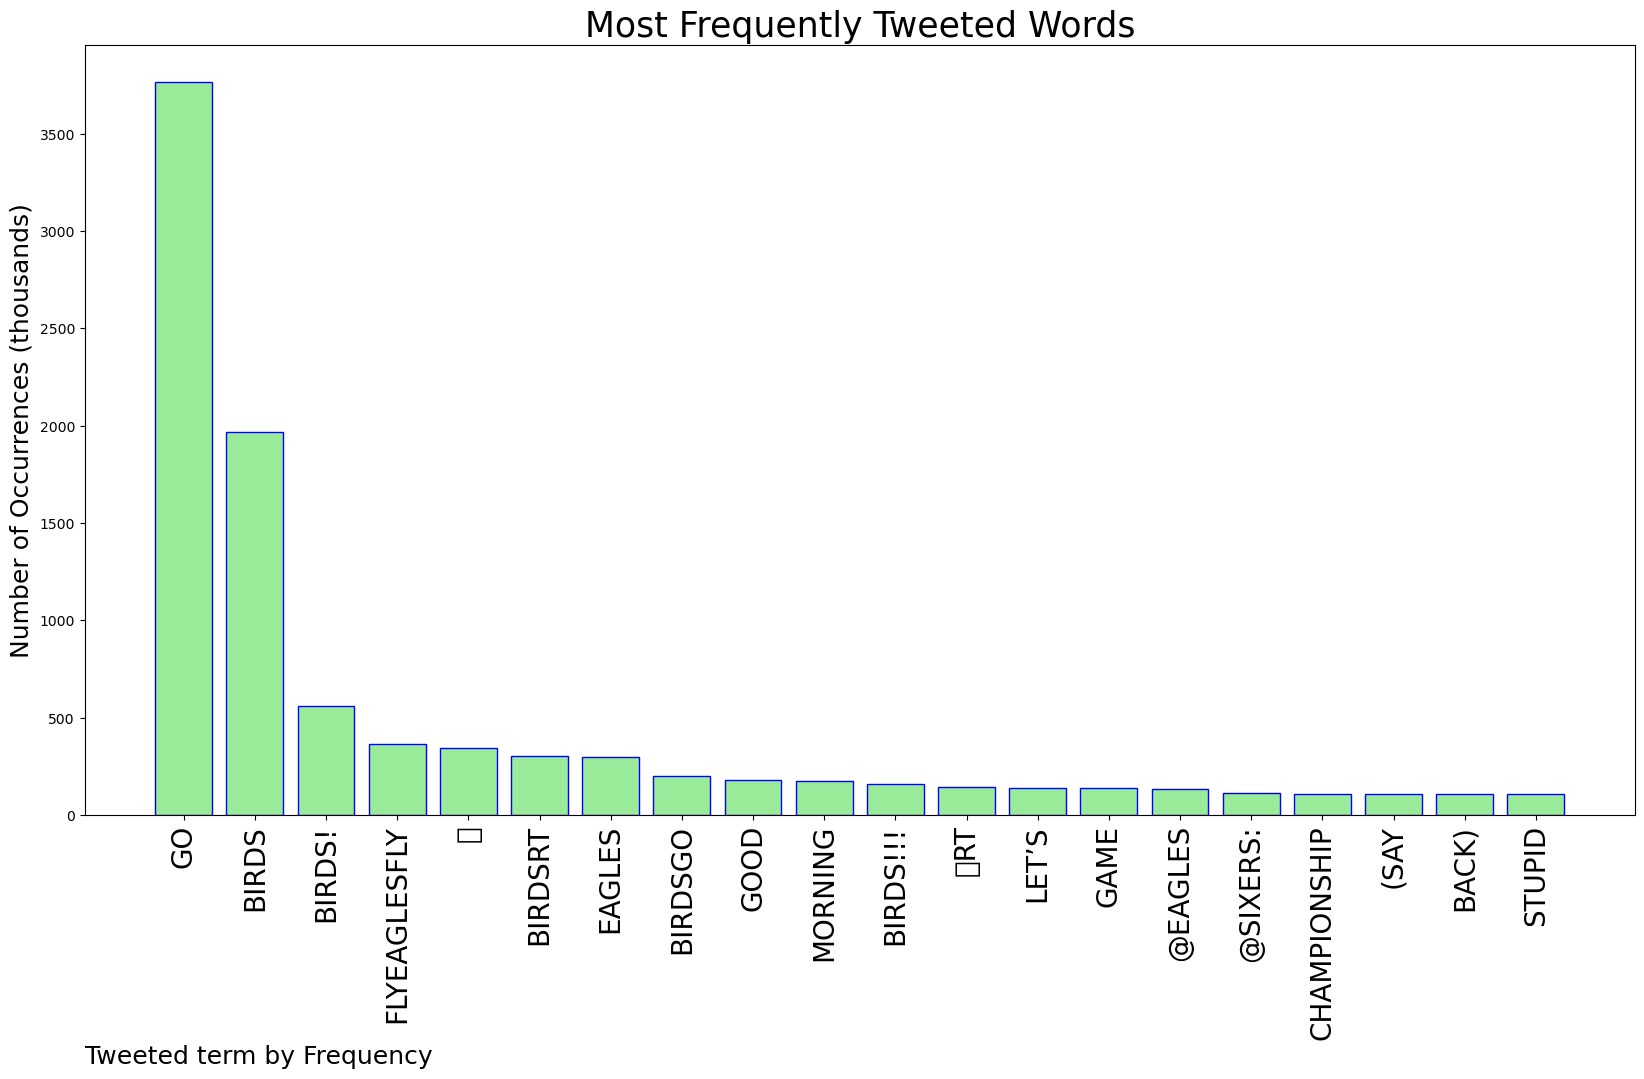 Most Frequently Tweeted Words
Number of Occurrences (thousands)
3500
3000
2500
2000
1500
1000
500
0
GO
BIRDS
BIRDS!
FLYEAGLESFLY
▯
BIRDSRT
EAGLES
BIRDSGO
GOOD
MORNING
BIRDS!!!
▯RT
LET’S
GAME
@EAGLES
@SIXERS:
CHAMPIONSHIP
(SAY
BACK)
STUPID
Tweeted term by Frequency